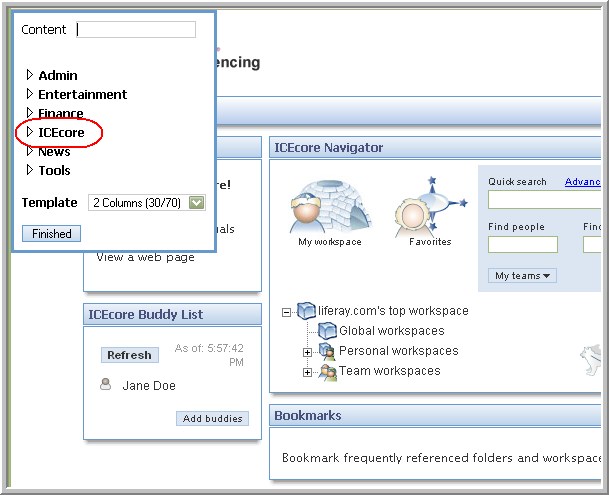 Content
encing
Admin
Entertainment
Finance
ICEcore
News
Tools
Template 2 Columns (30/70)
Finished
e!
als
View a web page
ICEcore Navigator
My workspace
Favorites
Quick search Advanc
Find people Find
My teams
liferay.com's top workspace
Global workspaces
Personal workspaces
Team workspaces
ICEcore Buddy List
Refresh
As of: 5:57:42
PM
Jane Doe
Add buddies
Bookmarks
Bookmark frequently referenced folders and workspace